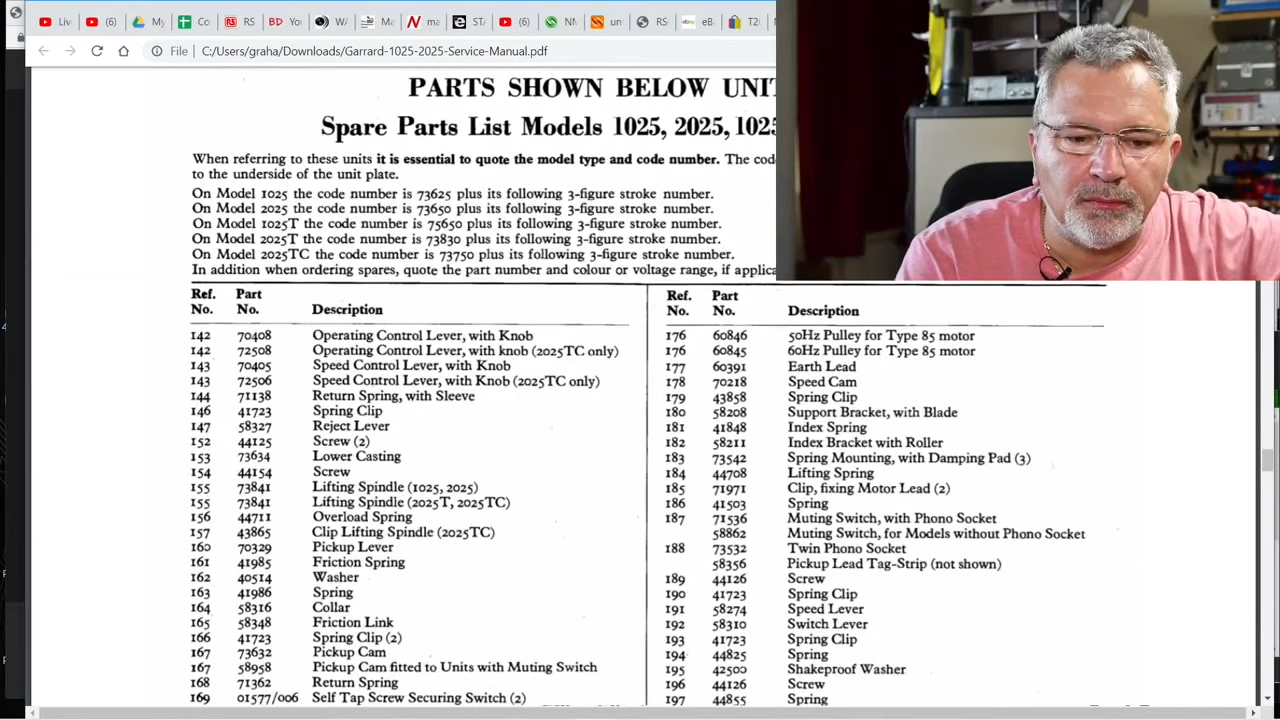 Li
(6)
My
Co
RS
Yo
Wa
Ma
ma
STA
(6)
NN
un
RS
eB
T2
File
C:/Users/graha/Downloads/Garrard-1025-2025-Service-Manual.pdf
PARTS SHOWN BELOW UNIT
Spare Parts List Models 1025, 2025, 1025
When referring to these units it is essential to quote the model type and code number. The cod
to the underside of the unit plate.
On Model 1025 the code number is 73625 plus its following 3-figure stroke number.
On Model 2025 the code number is 73650 plus its following 3-figure stroke number.
On Model 1025T the code number is 75650 plus its following 3-figure stroke number.
On Model 2025T the code number is 73830 plus its following 3-figure stroke number.
On Model 2025TC the code number is 73750 plus its following 3-figure stroke number.
In addition when ordering spares, quote the part number and colour or voltage range, if applica
Ref. Part
No. No. Description
142 70408 Operating Control Lever, with Knob
142 72508 Operating Control Lever, with knob (2025TC only)
143 70405 Speed Control Lever, with Knob
143 72506 Speed Control Lever, with Knob (2025TC only)
144 71138 Return Spring, with Sleeve
146 41723 Spring Clip
147 58327 Reject Lever
152 44125 Screw (2)
153 73634 Lower Casting
154 44154 Screw
155 73841 Lifting Spindle (1025, 2025)
155 73841 Lifting Spindle (2025T, 2025TC)
156 44711 Overload Spring
157 43865 Clip Lifting Spindle (2025TC)
160 70329 Pickup Lever
161 41985 Friction Spring
162 40514 Washer
163 41986 Spring
164 58316 Collar
165 58348 Friction Link
166 41723 Spring Clip (2)
167 73632 Pickup Cam
167 58958 Pickup Cam fitted to Units with Muting Switch
168 71362 Return Spring
169 01577/006 Self Tap Screw Securing Switch (2)
Ref. Part
No. No. Description
176 60846 50Hz Pulley for Type 85 motor
176 60845 60Hz Pulley for Type 85 motor
177 60391 Earth Lead
178 70218 Speed Cam
179 43858 Spring Clip
180 58208 Support Bracket, with Blade
181 41848 Index Spring
182 58211 Index Bracket with Roller
183 73542 Spring Mounting, with Damping Pad (3)
184 44708 Lifting Spring
185 71971 Clip, fixing Motor Lead (2)
186 41503 Spring
187 71536 Muting Switch, with Phono Socket
58862 Muting Switch, for Models without Phono Socket
188 73532 Twin Phono Socket
58356 Pickup Lead Tag-Strip (not shown)
189 44126 Screw
190 41723 Spring Clip
191 58274 Speed Lever
192 58310 Switch Lever
193 41723 Spring Clip
194 44825 Spring
195 42500 Shakeproof Washer
196 44126 Screw
197 44855 Spring